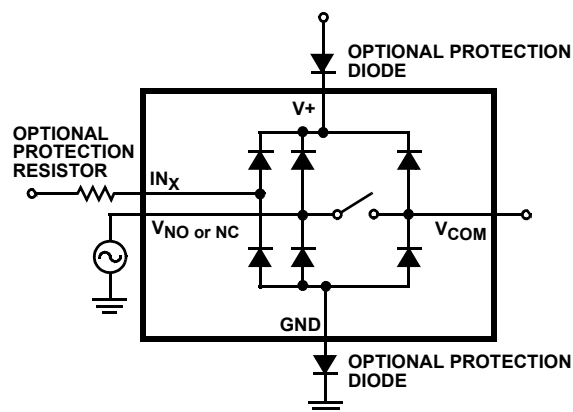 OPTIONAL PROTECTION
DIODE
V+
OPTIONAL
PROTECTION
RESISTOR
INX
VNO or NC
VCOM
GND
OPTIONAL PROTECTION
DIODE